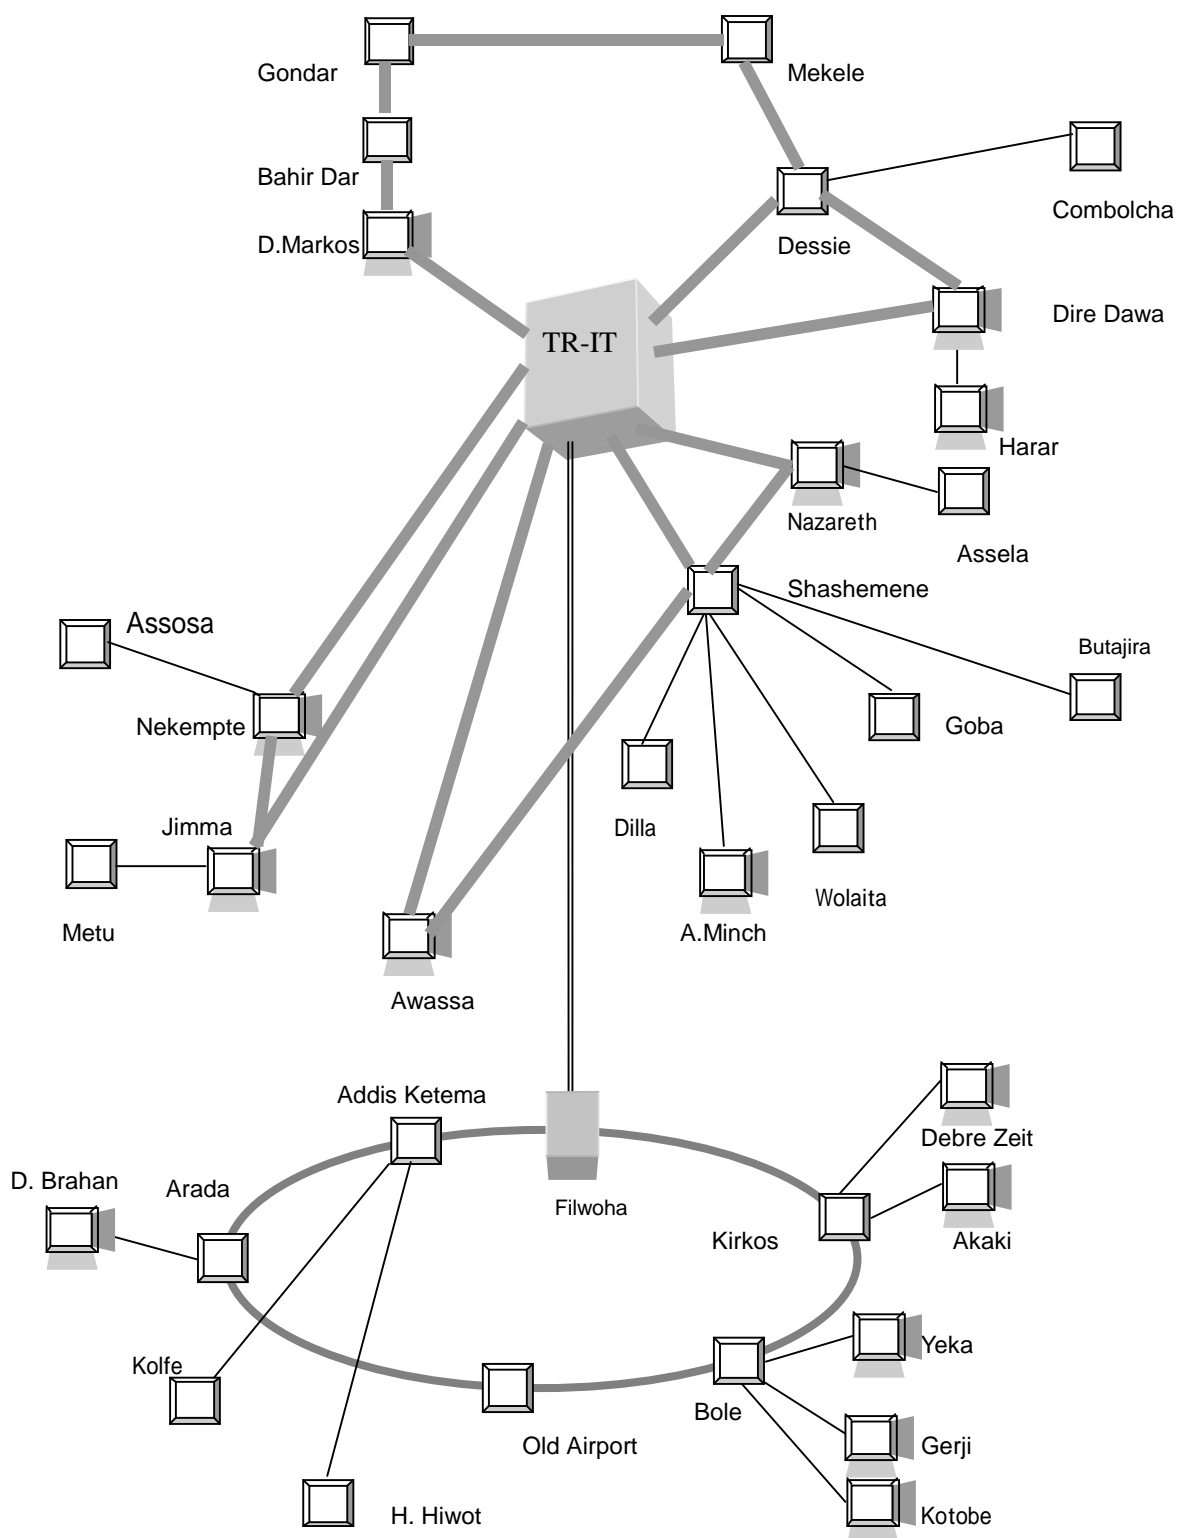 Gondar
Mekele
Bahir Dar
Combolcha
D.Markos
Dessie
Dire Dawa
TR-IT
Harar
Nazareth
Assela
Shashemene
Assosa
Butajira
Nekempte
Goba
Jimma
Dilla
Wolaita
Metu
A.Minch
Awassa
Addis Ketema
Debre Zeit
D. Brahan
Arada
Filwoha
Kirkos
Akaki
Yeka
Kolfe
Bole
Old Airport
Gerji
H. Hiwot
Kotobe